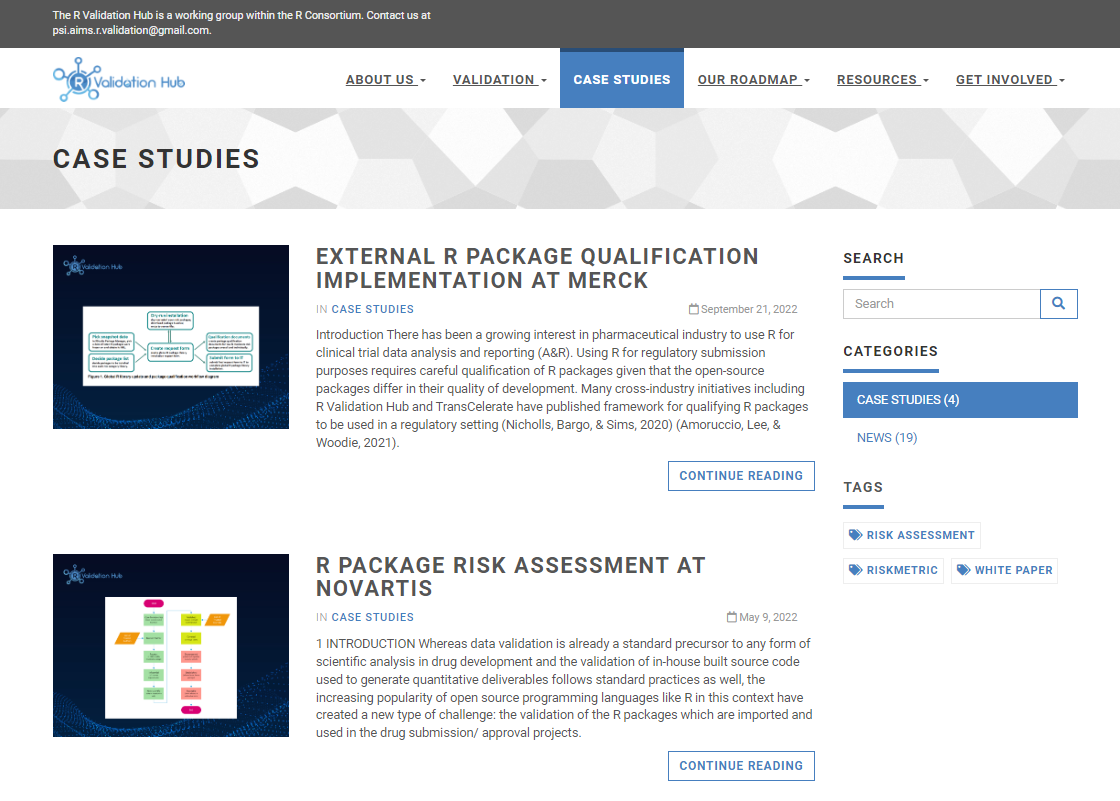 The R Validation Hub is a working group within the R Consortium. Contact us at
psi.aims.r.validation@gmail.com.
R Validation Hub
ABOUT US
VALIDATION
CASE STUDIES
OUR ROADMAP
RESOURCES
GET INVOLVED
CASE STUDIES
R Validation Hub
EXTERNAL R PACKAGE QUALIFICATION
IMPLEMENTATION AT MERCK
IN CASE STUDIES
September 21, 2022
Introduction There has been a growing interest in pharmaceutical industry to use R for
clinical trial data analysis and reporting (A&R). Using R for regulatory submission
purposes requires careful qualification of R packages given that the open-source
packages differ in their quality of development. Many cross-industry initiatives including
R Validation Hub and TransCelerate have published framework for qualifying R packages
to be used in a regulatory setting (Nicholls, Bargo, & Sims, 2020) (Amoruccio, Lee, &
Woodie, 2021).
CONTINUE READING
R Validation Hub
R PACKAGE RISK ASSESSMENT AT
NOVARTIS
IN CASE STUDIES
May 9, 2022
1 INTRODUCTION Whereas data validation is already a standard precursor to any form of
scientific analysis in drug development and the validation of in-house built source code
used to generate quantitative deliverables follows standard practices as well, the
increasing popularity of open source programming languages like R in this context have
created a new type of challenge: the validation of the R packages which are imported and
used in the drug submission/ approval projects.
CONTINUE READING
SEARCH
Search
CATEGORIES
CASE STUDIES (4)
NEWS (19)
TAGS
RISK ASSESSMENT
RISKMETRIC
WHITE PAPER